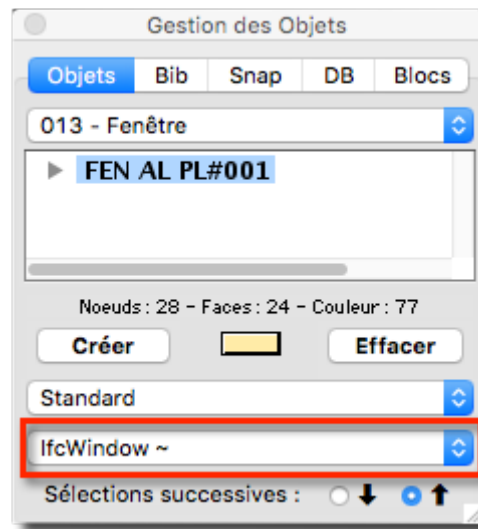 Gestion des Objets
Objets Bib Snap DB Blocs
013 - Fenêtre
FEN AL PL#001
Noeuds : 28 – Faces : 24 – Couleur : 77
Créer Effacer
Standard
IfcWindow ~
Sélections successives :